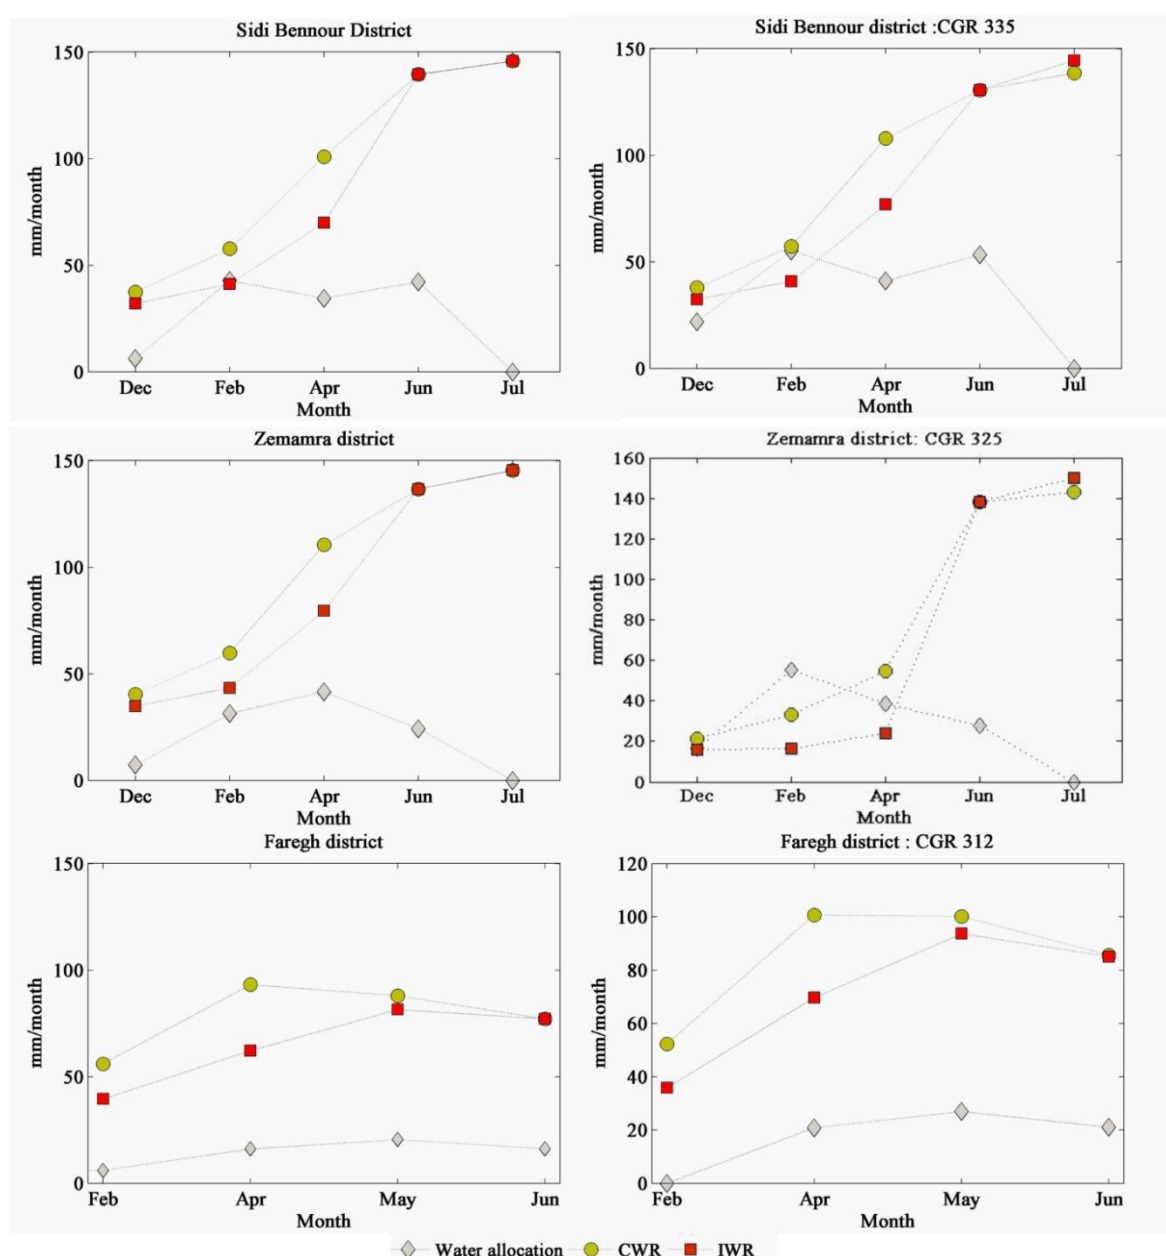 Sidi Bennour District
150
100
50
0
mm/month
Dec Feb Apr Jun Jul
Month
Sidi Bennour district :CGR 335
150
100
50
0
mm/month
Dec Feb Apr Jun Jul
Month
Zemamra district
150
100
50
0
mm/month
Dec Feb Apr Jun Jul
Month
Zemamra district: CGR 325
160
140
120
100
80
60
40
20
0
mm/month
Dec Feb Apr Jun Jul
Month
Faregh district
150
100
50
0
mm/month
Feb Apr May Jun
Month
Faregh district : CGR 312
120
100
80
60
40
20
0
mm/month
Feb Apr May Jun
Month
Water allocation CWR IWR